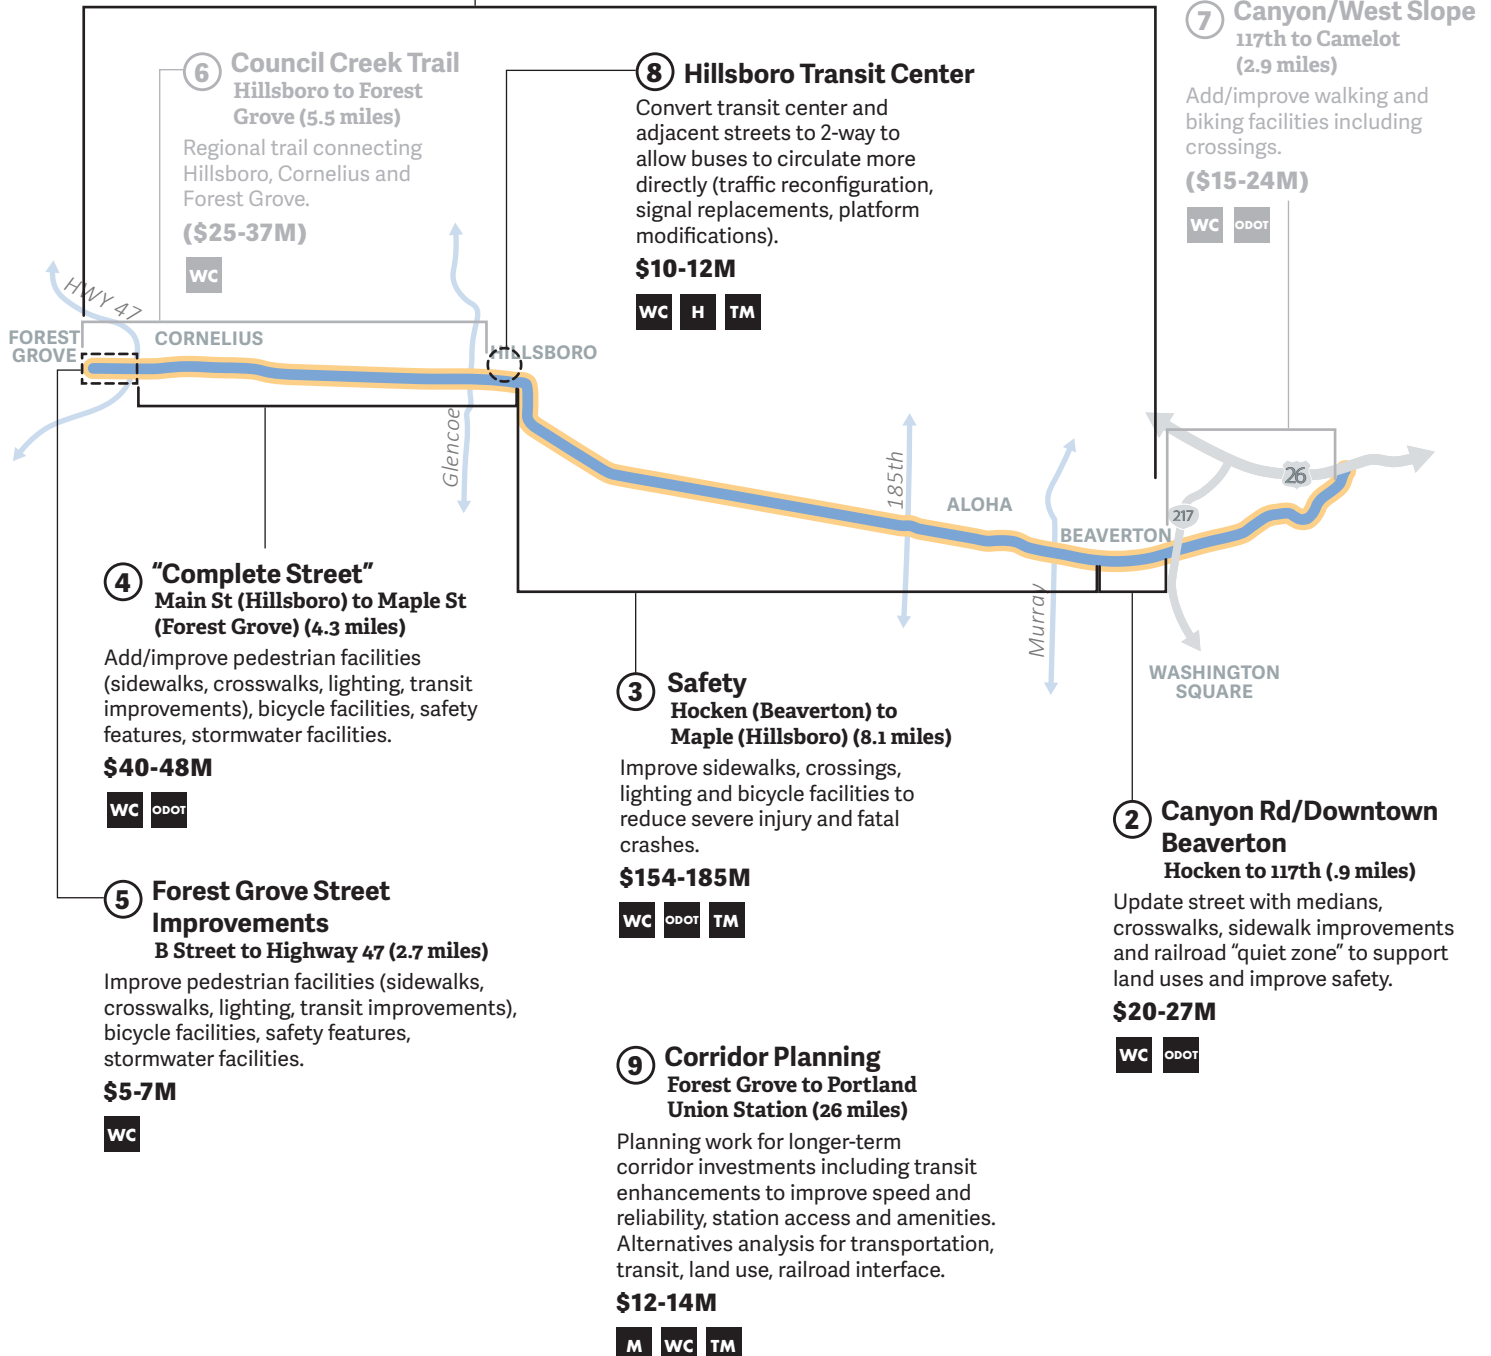 7 Canyon/West Slope
117th to Camelot
(2.9 miles)
Add/improve walking and
biking facilities including
crossings.
($15-24M)
WC ODOT
6 Council Creek Trail
Hillsboro to Forest
Grove (5.5 miles)
Regional trail connecting
Hillsboro, Cornelius and
Forest Grove.
($25-37M)
WC
8 Hillsboro Transit Center
Convert transit center and
adjacent streets to 2-way to
allow buses to circulate more
directly (traffic reconfiguration,
signal replacements, platform
modifications).
$10-12M
WC H TM
HWY 47
FOREST
GROVE
CORNELIUS
HILLSBORO
Glencoe
185th
ALOHA
Murray
BEAVERTON
217
26
WASHINGTON
SQUARE
4 "Complete Street"
Main St (Hillsboro) to Maple St
(Forest Grove) (4.3 miles)
Add/improve pedestrian facilities
(sidewalks, crosswalks, lighting, transit
improvements), bicycle facilities, safety
features, stormwater facilities.
$40-48M
WC ODOT
5 Forest Grove Street
Improvements
B Street to Highway 47 (2.7 miles)
Improve pedestrian facilities (sidewalks,
crosswalks, lighting, transit improvements),
bicycle facilities, safety features,
stormwater facilities.
$5-7M
WC
3 Safety
Hocken (Beaverton) to
Maple (Hillsboro) (8.1 miles)
Improve sidewalks, crossings,
lighting and bicycle facilities to
reduce severe injury and fatal
crashes.
$154-185M
WC ODOT TM
2 Canyon Rd/Downtown
Beaverton
Hocken to 117th (.9 miles)
Update street with medians,
crosswalks, sidewalk improvements
and railroad "quiet zone" to support
land uses and improve safety.
$20-27M
WC ODOT
9 Corridor Planning
Forest Grove to Portland
Union Station (26 miles)
Planning work for longer-term
corridor investments including transit
enhancements to improve speed and
reliability, station access and amenities.
Alternatives analysis for transportation,
transit, land use, railroad interface.
$12-14M
M WC TM